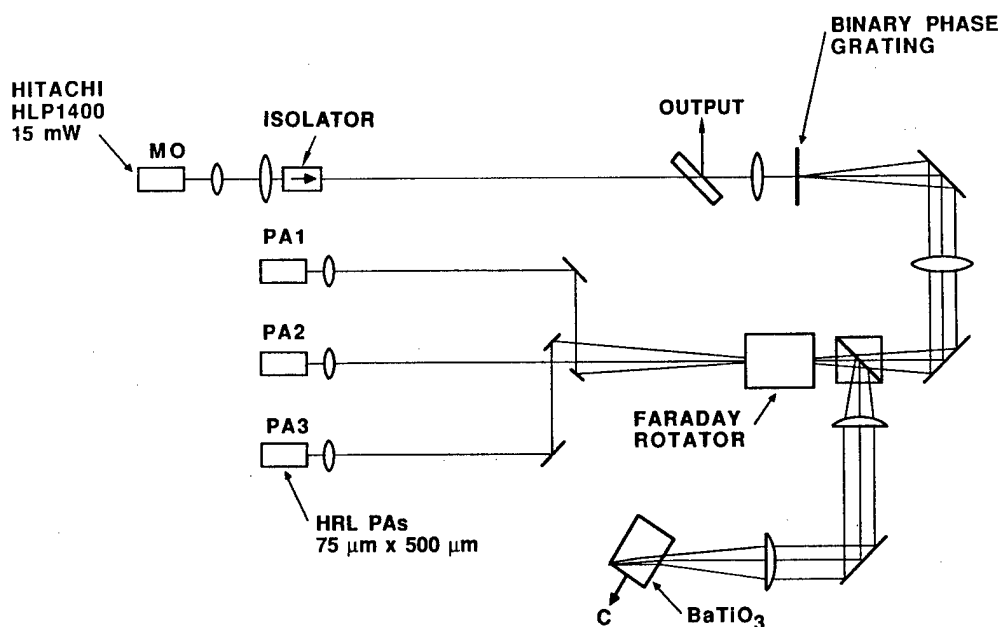 BINARY PHASE
GRATING
HITACHI
HLP1400
15 mW
OUTPUT
ISOLATOR
MO
PA1
PA2
FARADAY
ROTATOR
PA3
HRL PAs
75 μm x 500 μm
C
BaTiO3